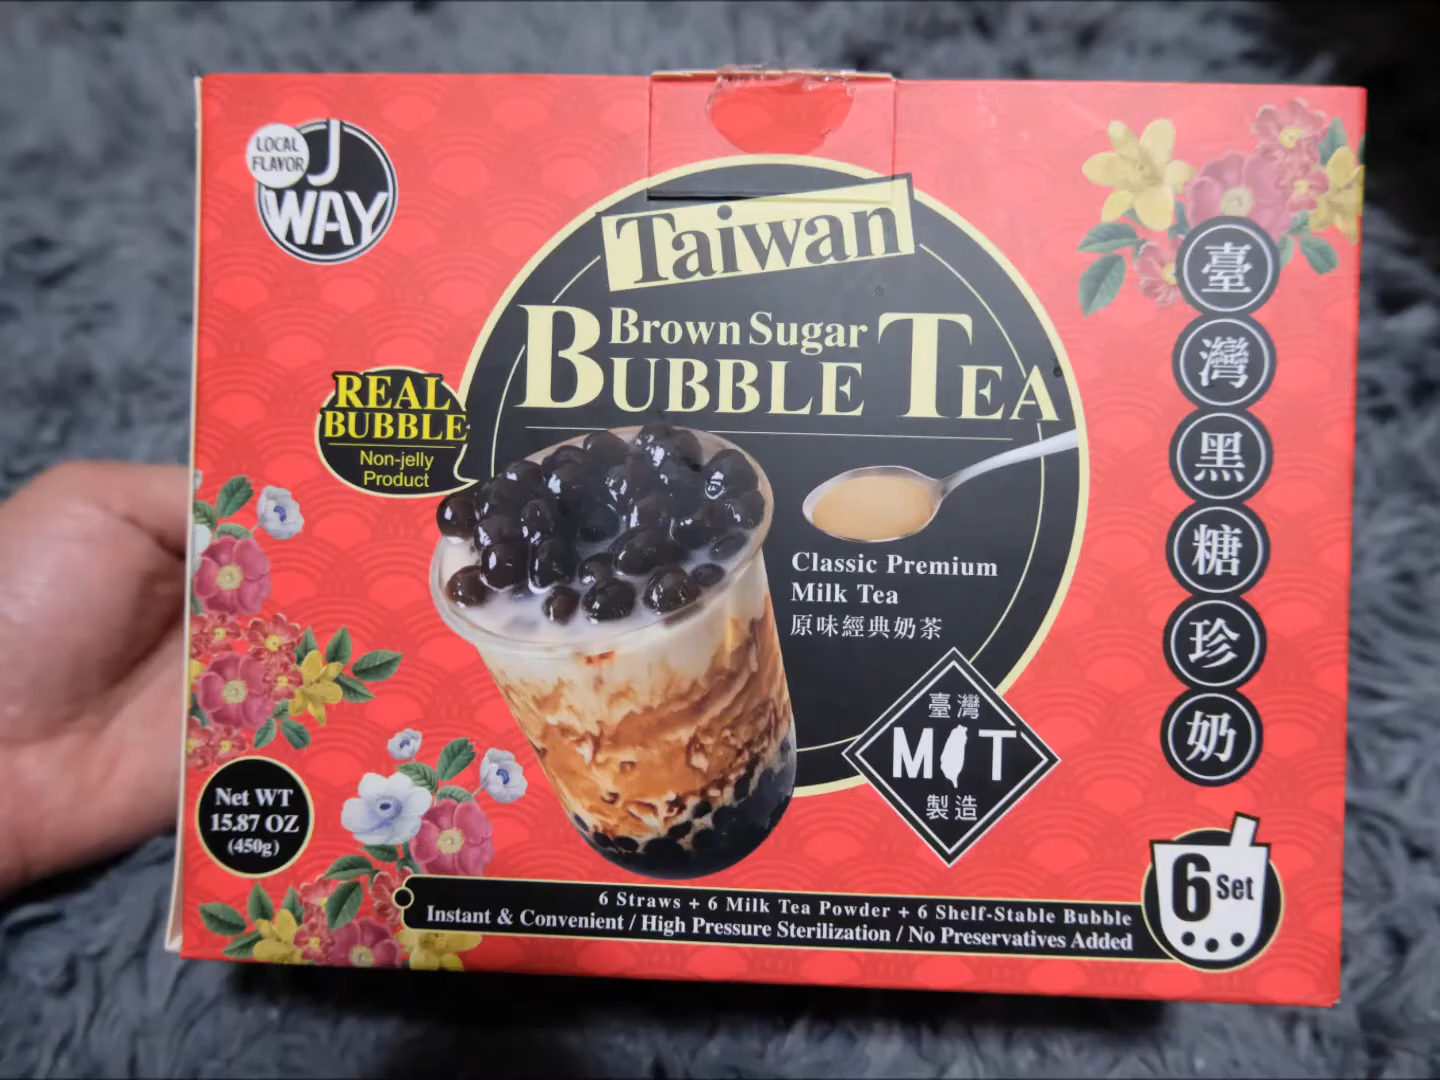 LOCAL
FLAVOR
J
WAY
Taiwan
Brown Sugar
BUBBLE TEA
REAL
BUBBLE
Non-jelly
Product
Classic Premium
Milk Tea
原味經典奶茶
臺灣黑糖珍奶
臺灣
MIT
製造
Net WT
15.87 OZ
(450g)
6 Straws + 6 Milk Tea Powder + 6 Shelf-Stable Bubble
Instant & Convenient / High Pressure Sterilization / No Preservatives Added
6 Set